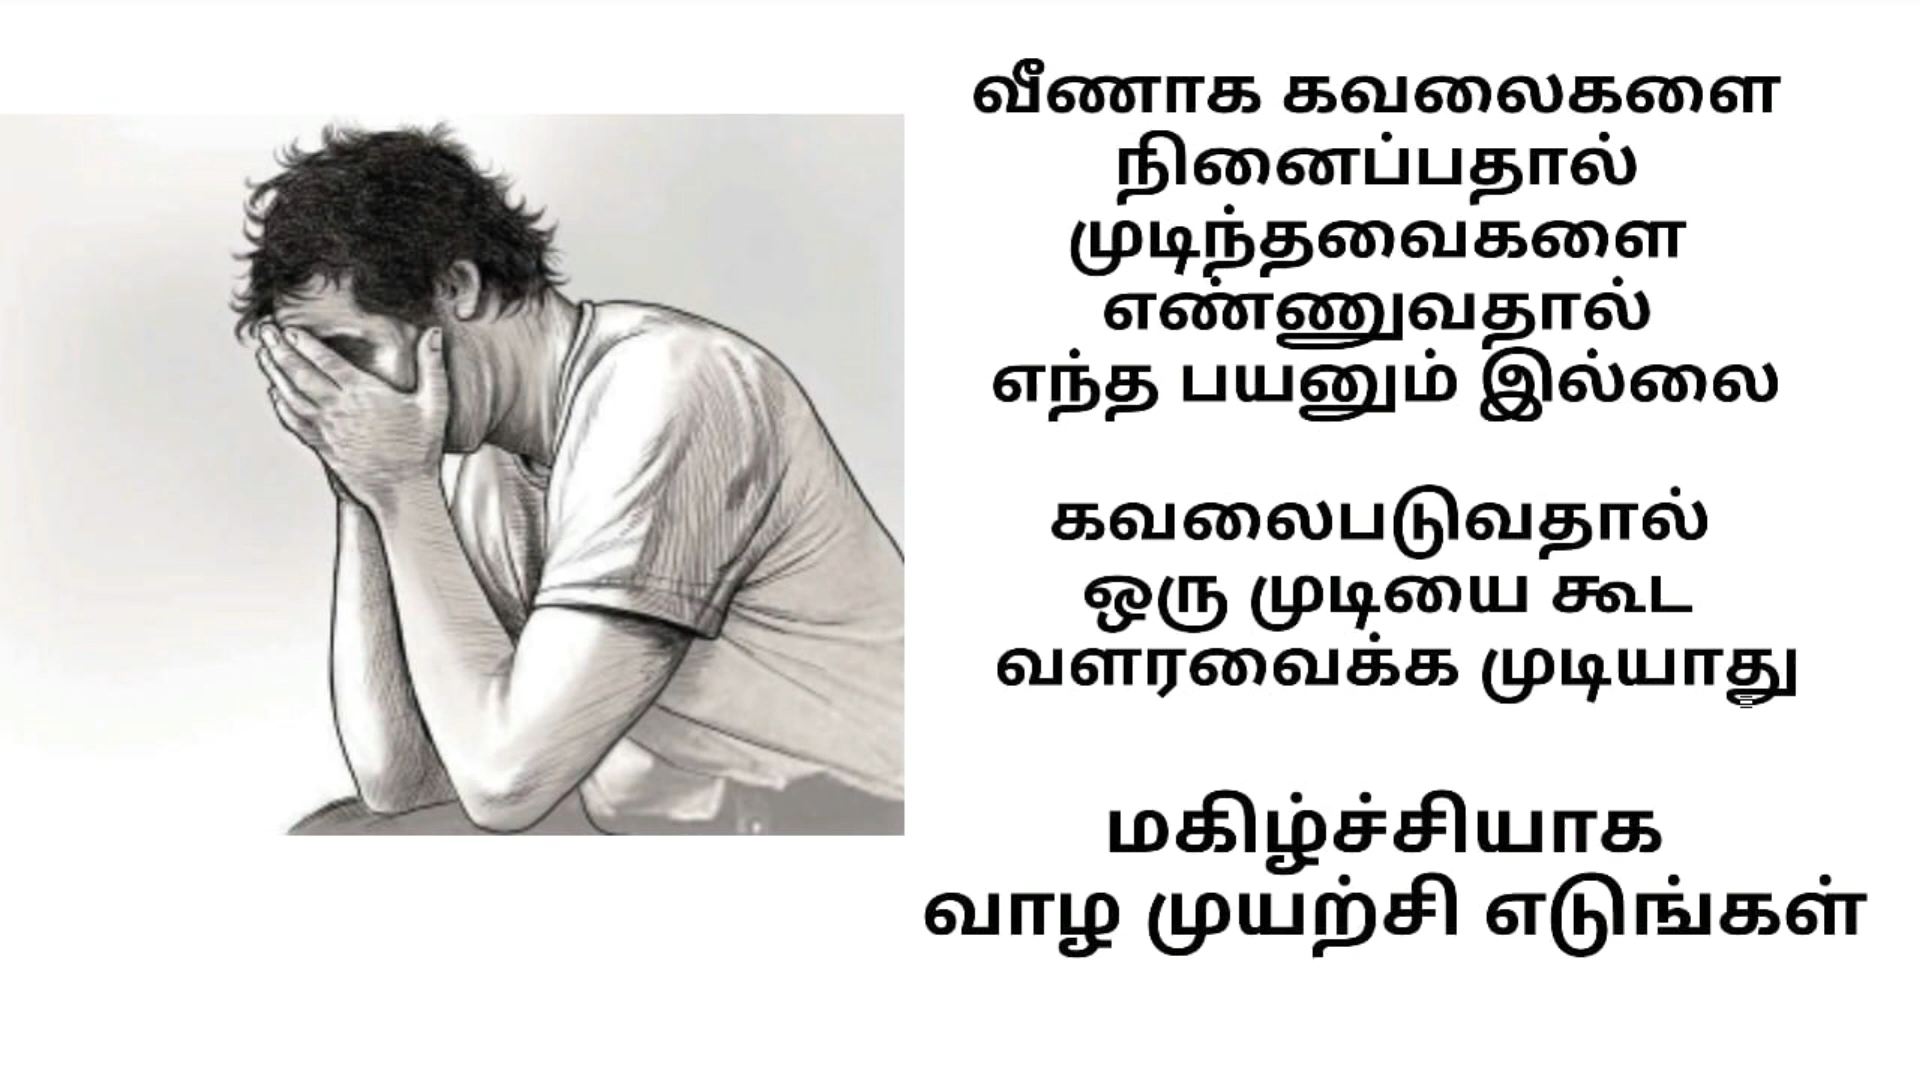 வீணாக கவலைகளை
நினைப்பதால்
முடிந்தவைகளை
எண்ணுவதால்
எந்த பயனும் இல்லை
கவலைபடுவதால்
ஒரு முடியை கூட
வளரவைக்க முடியாது
மகிழ்ச்சியாக
வாழ முயற்சி எடுங்கள்